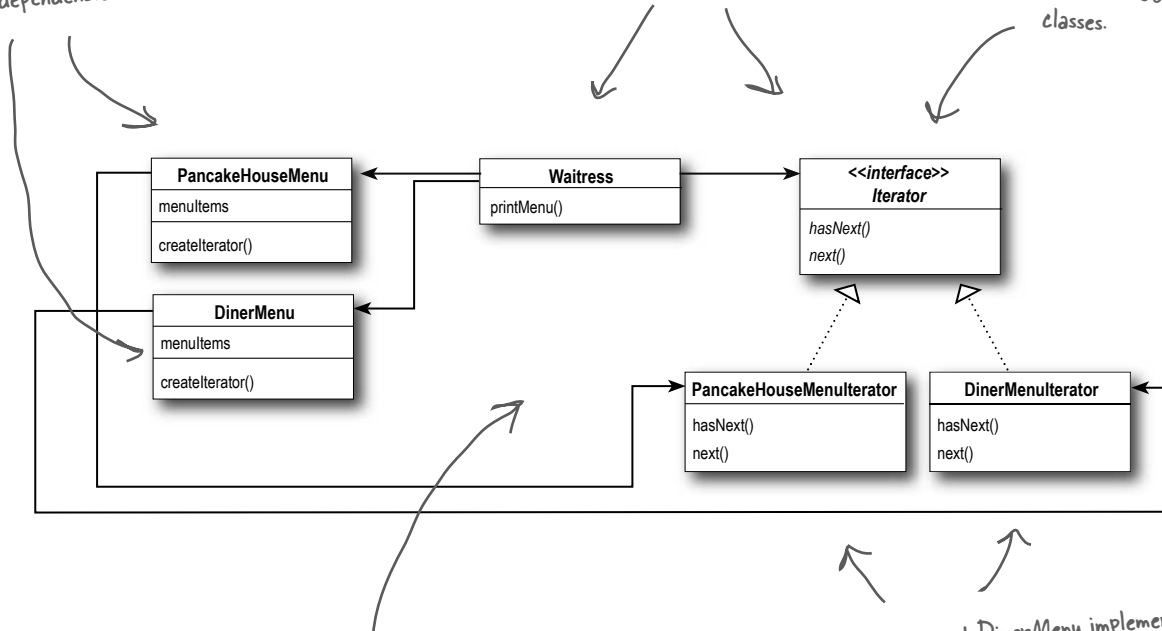 classes.
PancakeHouseMenu
menuItems
createIterator()
Waitress
printMenu()
<<interface>>
Iterator
hasNext()
next()
DinerMenu
menuItems
createIterator()
PancakeHouseMenuIterator
hasNext()
next()
DinerMenuIterator
hasNext()
next()
DinerMenu